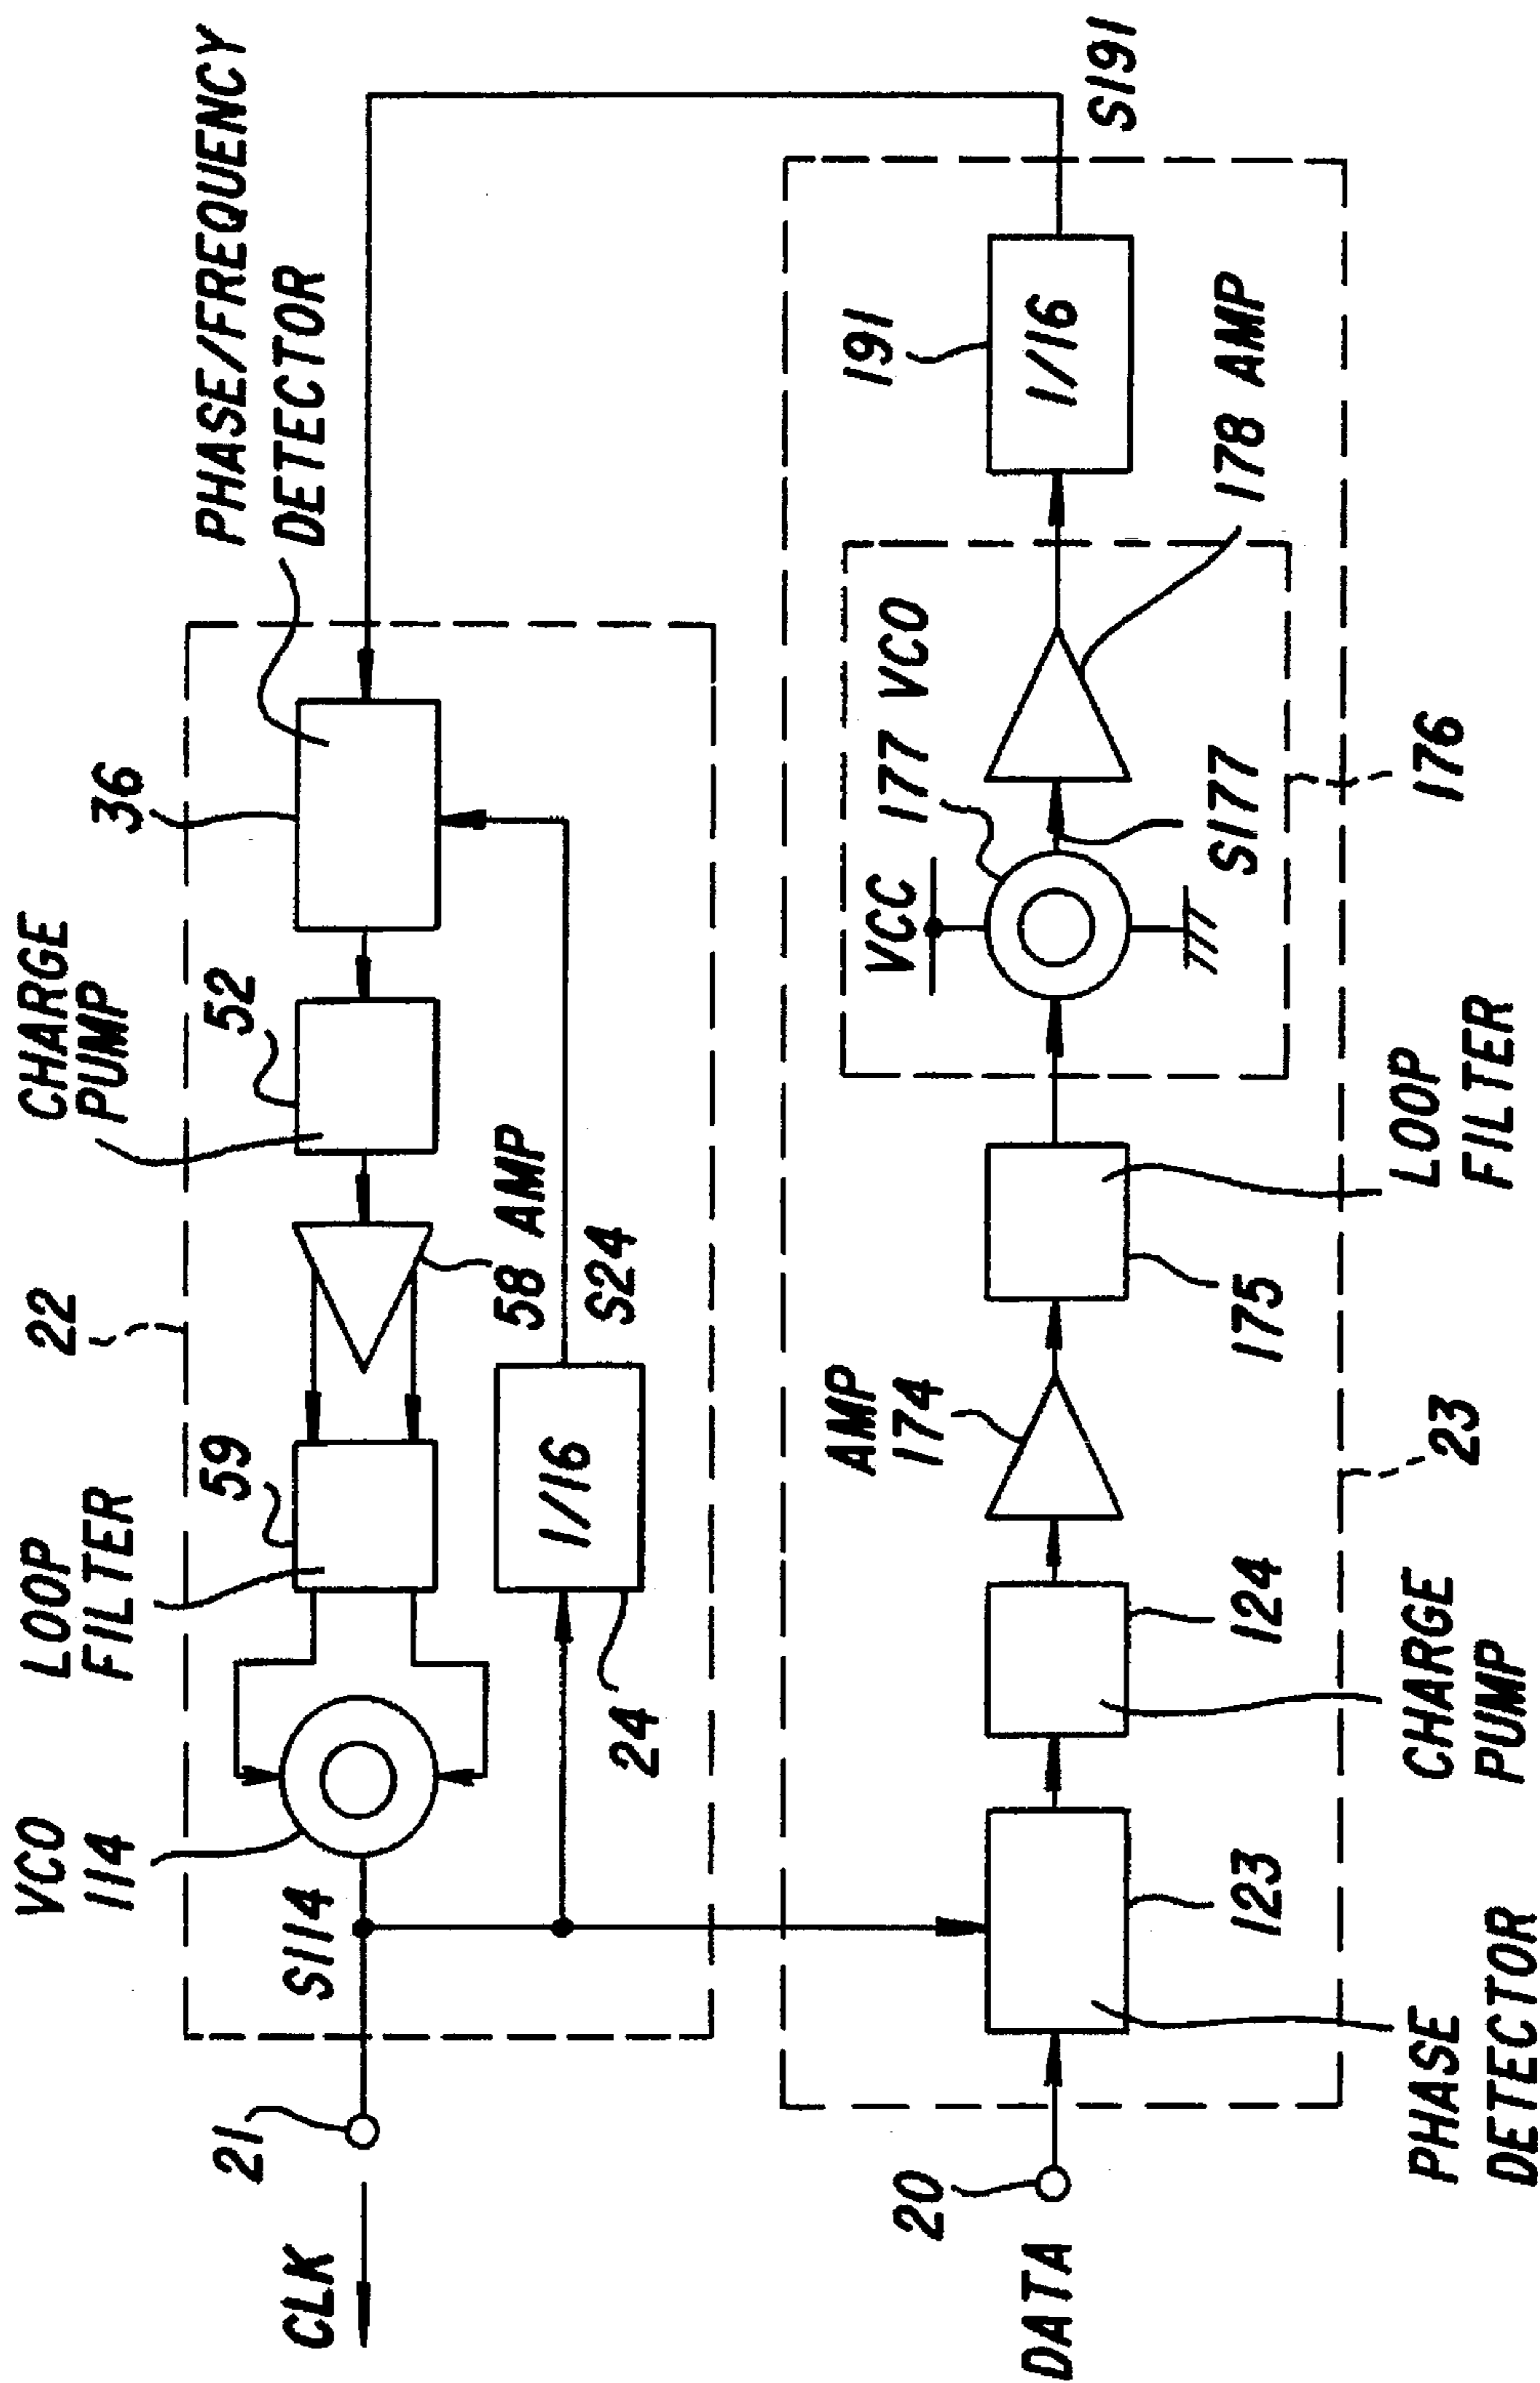 PHASE/FREQUENCY
DETECTOR
36
CHARGE
PUMP
52
22
58 AMP
LOOP
FILTER
59
VCO
114
S114
S24
1/16
24
21
CLK
S191
191
1/16
178 AMP
177 VCO
VCC
S177
176
LOOP
FILTER
175
AMP
174
23
124
CHARGE
PUMP
123
PHASE
DETECTOR
20
DATA